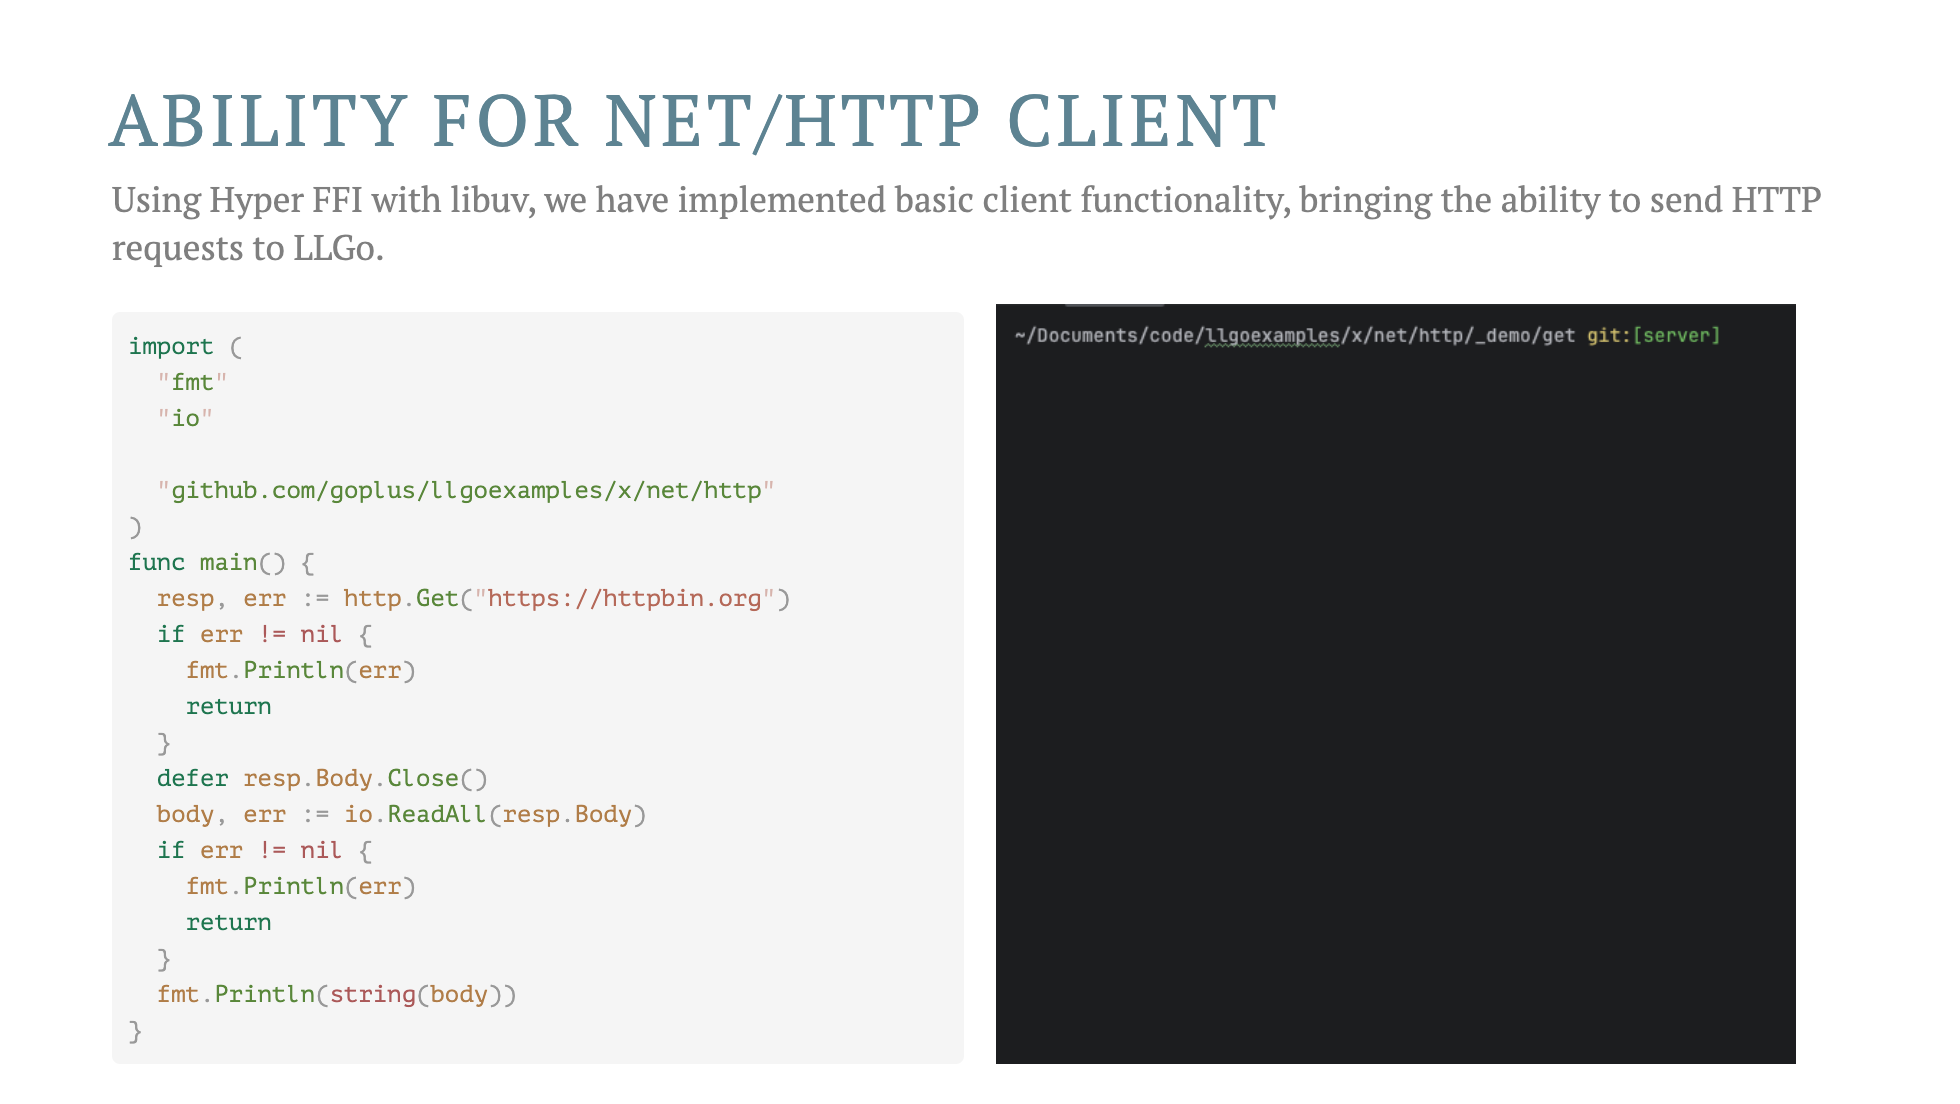 ABILITY FOR NET/HTTP CLIENT
Using Hyper FFI with libuv, we have implemented basic client functionality, bringing the ability to send HTTP
requests to LLGo.
import (
  "fmt"
  "io"

  "github.com/goplus/llgoexamples/x/net/http"
)
func main() {
  resp, err := http.Get("https://httpbin.org")
  if err != nil {
    fmt.Println(err)
    return
  }
  defer resp.Body.Close()
  body, err := io.ReadAll(resp.Body)
  if err != nil {
    fmt.Println(err)
    return
  }
  fmt.Println(string(body))
}
~/Documents/code/llgoexamples/x/net/http/_demo/get git:[server]